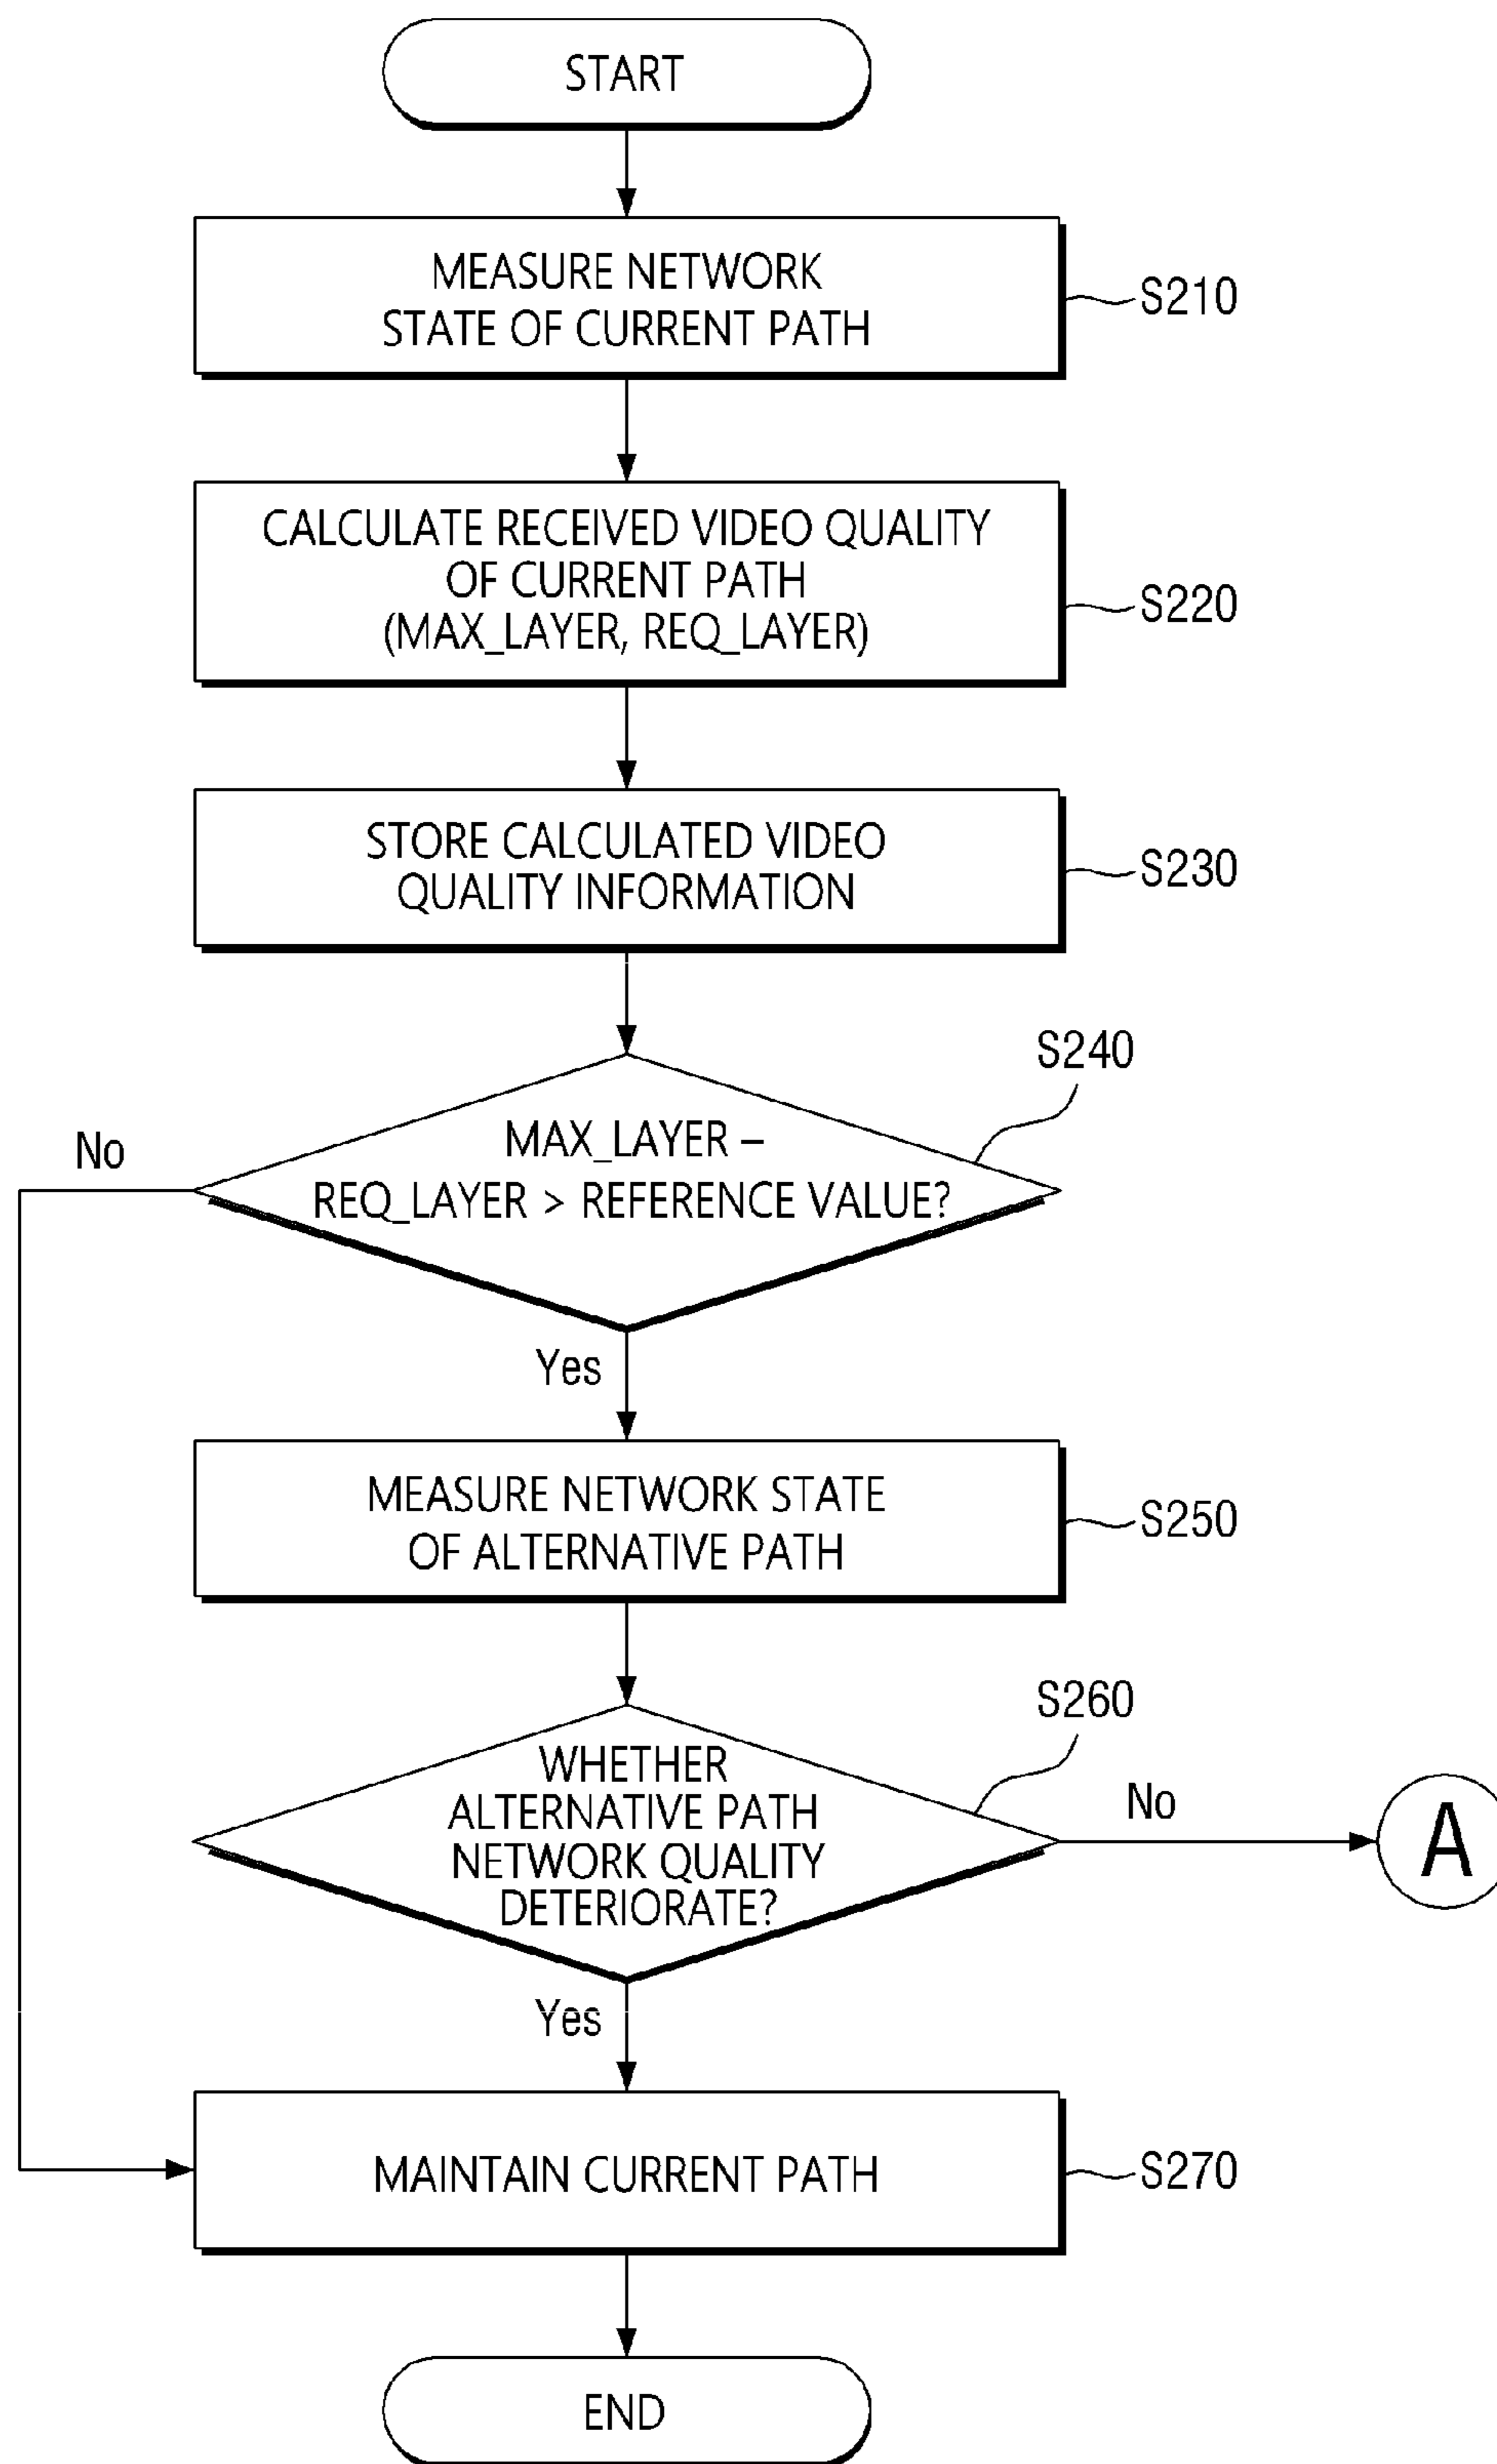 START
MEASURE NETWORK
STATE OF CURRENT PATH
S210
CALCULATE RECEIVED VIDEO QUALITY
OF CURRENT PATH
(MAX_LAYER, REQ_LAYER)
S220
STORE CALCULATED VIDEO
QUALITY INFORMATION
S230
S240
MAX_LAYER –
REQ_LAYER > REFERENCE VALUE?
No
Yes
MEASURE NETWORK STATE
OF ALTERNATIVE PATH
S250
S260
WHETHER
ALTERNATIVE PATH
NETWORK QUALITY
DETERIORATE?
No
A
Yes
MAINTAIN CURRENT PATH
S270
END